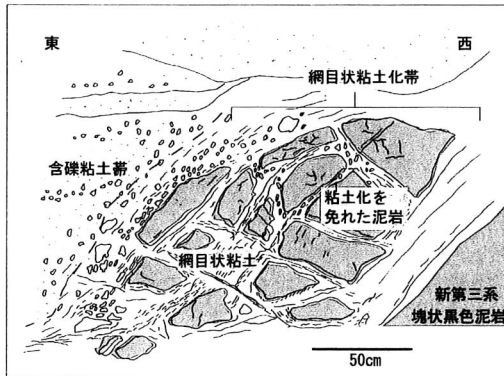 東
西
網目状粘土化帯
含礫粘土帯
粘土化を
免れた泥岩
網目状粘土
新第三系
塊状黒色泥岩
50cm